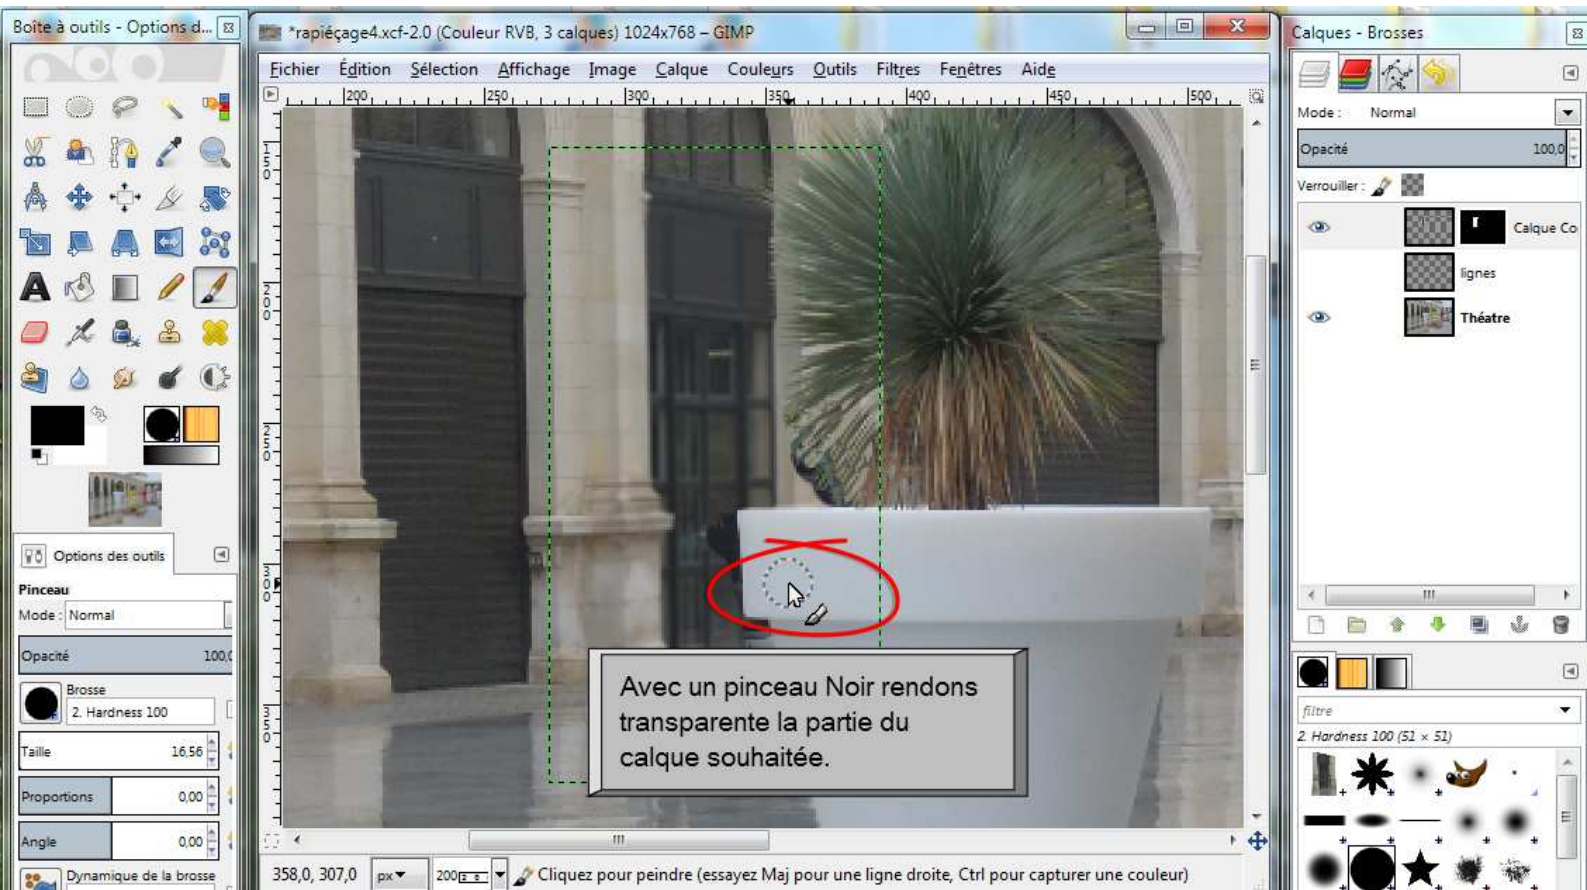 Boîte à outils - Options d...
*rapiéçage4.xcf-2.0 (Couleur RVB, 3 calques) 1024x768 – GIMP
Calques - Brosses
Fichier Édition Sélection Affichage Image Calque Couleurs Outils Filtres Fenêtres Aide
200 250 300 350 400 450 500
Mode : Normal
Opacité 100,0
Verrouiller :
Calque Co
lignes
Théatre
150
200
250
300
350
Options des outils
Pinceau
Mode : Normal
Opacité 100,0
Brosse
2. Hardness 100
Taille 16,56
Proportions 0,00
Angle 0,00
Dynamique de la brosse
Avec un pinceau Noir rendons
transparente la partie du
calque souhaitée.
filtre
2. Hardness 100 (51 × 51)
358,0, 307,0 px 200 Cliquez pour peindre (essayez Maj pour une ligne droite, Ctrl pour capturer une couleur)